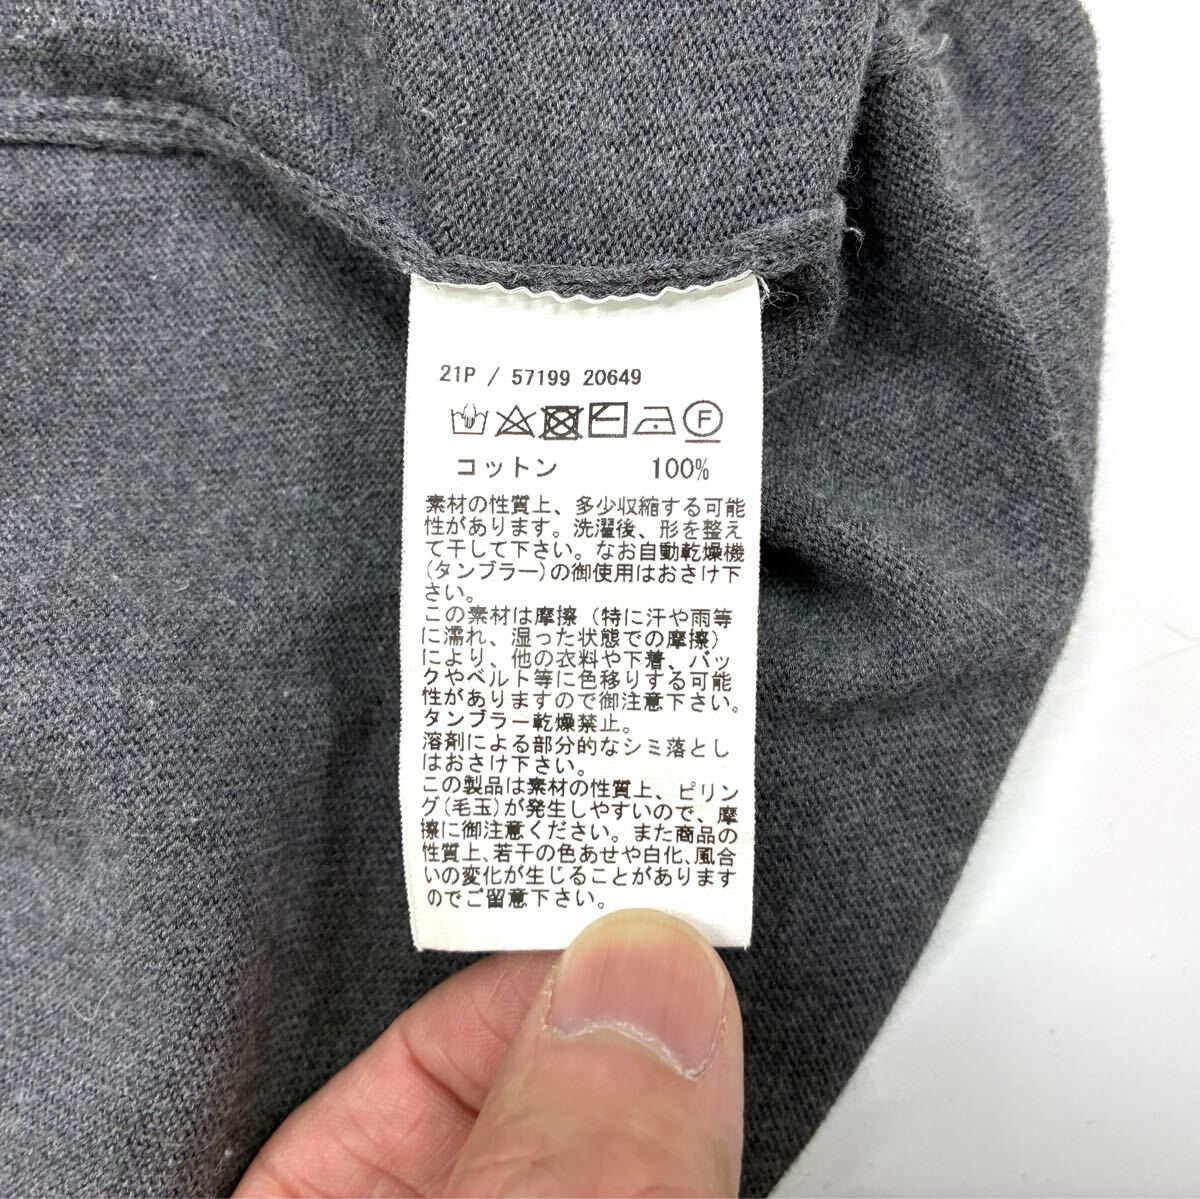 21P / 57199 20649
F
コットン 100%
素材の性質上、多少収縮する可能
性があります。洗濯後、形を整え
て干して下さい。なお自動乾燥機
(タンブラー)の御使用はおさけ下
さい。
この素材は摩擦（特に汗や雨等
に濡れ、湿った状態での摩擦）
により、他の衣料や下着、バッ
クやベルト等に色移りする可能
性がありますので御注意下さい。
タンブラー乾燥禁止。
溶剤による部分的なシミ落とし
はおさけ下さい。
この製品は素材の性質上、ピリン
グ(毛玉)が発生しやすいので、摩
擦に御注意ください。また商品の
性質上、若干の色あせや白化、風合
いの変化が生じることがあります
のでご留意下さい。